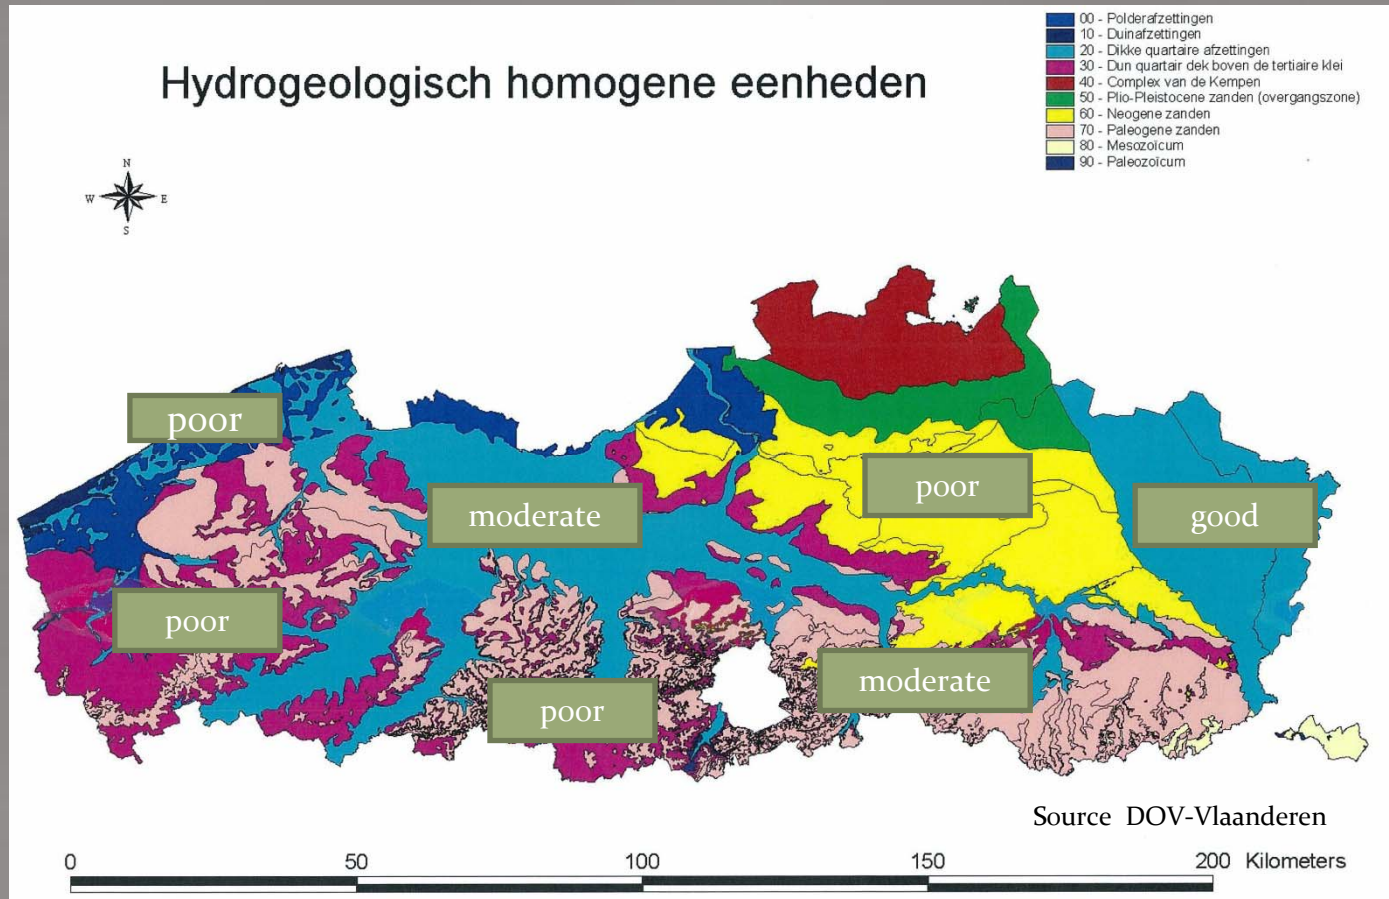 00 - Polderafzettingen
10 - Duinafzettingen
20 - Dikke quartaire afzettingen
30 - Dun quartair dek boven de tertiaire klei
40 - Complex van de Kempen
50 - Plio-Pleistocene zanden (overgangszone)
60 - Neogene zanden
70 - Paleogene zanden
80 - Mesozoïcum
90 - Paleozoïcum
Hydrogeologisch homogene eenheden
N
W E
S
poor
moderate
poor
good
poor
poor
moderate
Source DOV-Vlaanderen
0 50 100 150 200 Kilometers